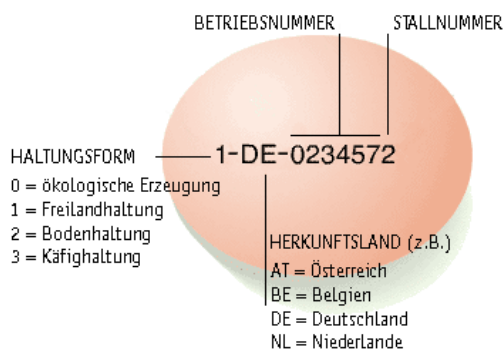 BETRIEBSNUMMER STALLNUMMER
1-DE-0234572
HALTUNGSFORM
0 = ökologische Erzeugung
1 = Freilandhaltung
2 = Bodenhaltung
3 = Käfighaltung
HERKUNFTSLAND (z.B.)
AT = Österreich
BE = Belgien
DE = Deutschland
NL = Niederlande